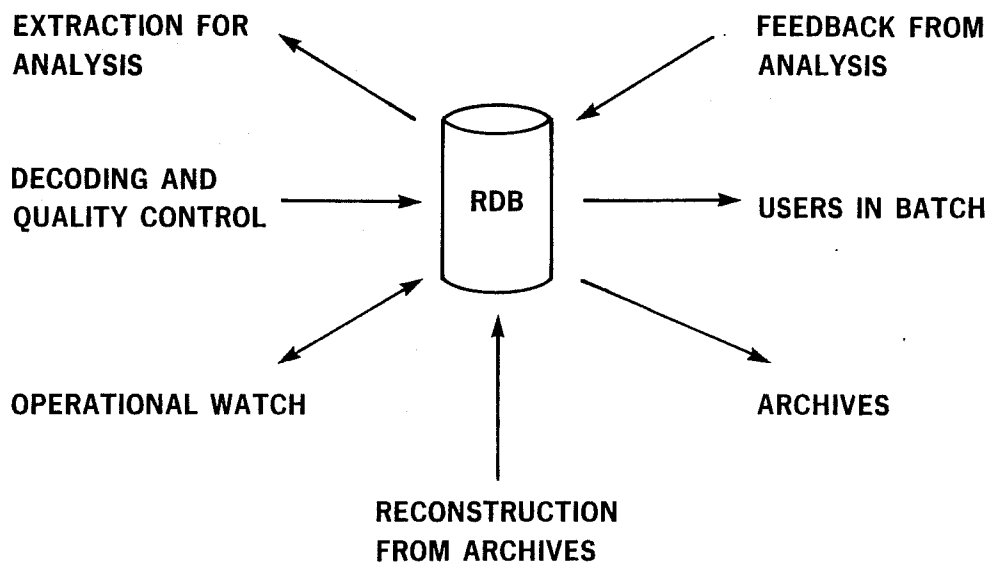 EXTRACTION FOR
ANALYSIS
FEEDBACK FROM
ANALYSIS
DECODING AND
QUALITY CONTROL
RDB
USERS IN BATCH
OPERATIONAL WATCH
ARCHIVES
RECONSTRUCTION
FROM ARCHIVES